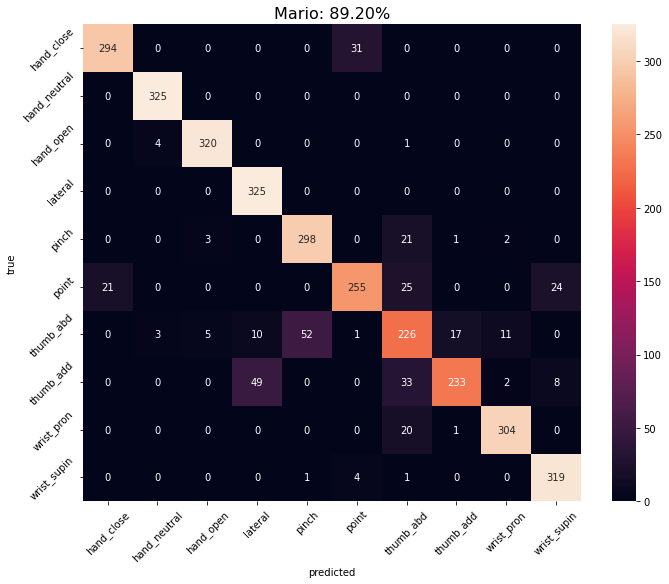 Mario: 89.20%
true
hand_close 294 0 0 0 0 31 0 0 0 0
hand_neutral 0 325 0 0 0 0 0 0 0 0
hand_open 0 4 320 0 0 0 1 0 0 0
lateral 0 0 0 325 0 0 0 0 0 0
pinch 0 0 3 0 298 0 21 1 2 0
point 21 0 0 0 0 255 25 0 0 24
thumb_abd 0 3 5 10 52 1 226 17 11 0
thumb_add 0 0 0 49 0 0 33 233 2 8
wrist_pron 0 0 0 0 0 0 20 1 304 0
wrist_supin 0 0 0 0 1 4 1 0 0 319
hand_close hand_neutral hand_open lateral pinch point thumb_abd thumb_add wrist_pron wrist_supin
predicted
300
250
200
150
100
50
0